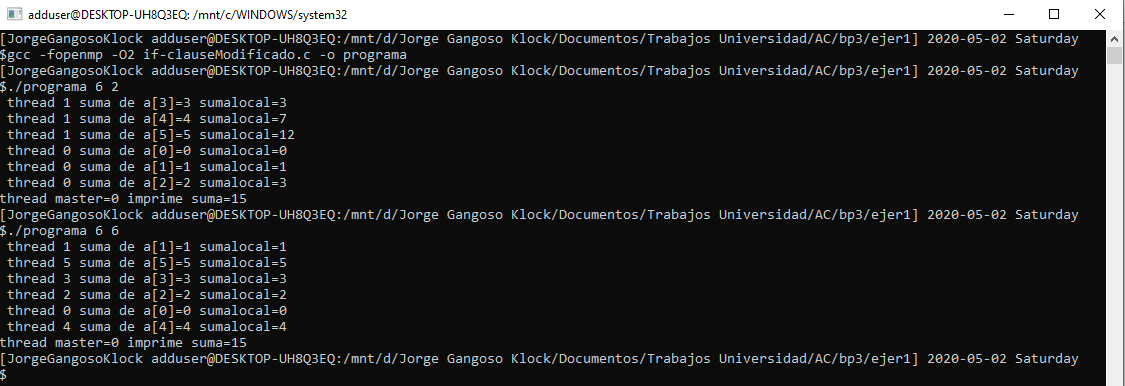 adduser@DESKTOP-UH8Q3EQ: /mnt/c/WINDOWS/system32
[JorgeGangosoKlock adduser@DESKTOP-UH8Q3EQ:/mnt/d/Jorge Gangoso Klock/Documentos/Trabajos Universidad/AC/bp3/ejer1] 2020-05-02 Saturday
$gcc -fopenmp -O2 if-clauseModificado.c -o programa
[JorgeGangosoKlock adduser@DESKTOP-UH8Q3EQ:/mnt/d/Jorge Gangoso Klock/Documentos/Trabajos Universidad/AC/bp3/ejer1] 2020-05-02 Saturday
$./programa 6 2
 thread 1 suma de a[3]=3 sumalocal=3
 thread 1 suma de a[4]=4 sumalocal=7
 thread 1 suma de a[5]=5 sumalocal=12
 thread 0 suma de a[0]=0 sumalocal=0
 thread 0 suma de a[1]=1 sumalocal=1
 thread 0 suma de a[2]=2 sumalocal=3
thread master=0 imprime suma=15
[JorgeGangosoKlock adduser@DESKTOP-UH8Q3EQ:/mnt/d/Jorge Gangoso Klock/Documentos/Trabajos Universidad/AC/bp3/ejer1] 2020-05-02 Saturday
$./programa 6 6
 thread 1 suma de a[1]=1 sumalocal=1
 thread 5 suma de a[5]=5 sumalocal=5
 thread 3 suma de a[3]=3 sumalocal=3
 thread 2 suma de a[2]=2 sumalocal=2
 thread 0 suma de a[0]=0 sumalocal=0
 thread 4 suma de a[4]=4 sumalocal=4
thread master=0 imprime suma=15
[JorgeGangosoKlock adduser@DESKTOP-UH8Q3EQ:/mnt/d/Jorge Gangoso Klock/Documentos/Trabajos Universidad/AC/bp3/ejer1] 2020-05-02 Saturday
$